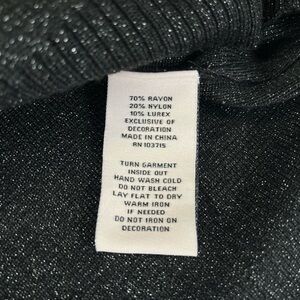 70% RAYON
20% NYLON
10% LUREX
EXCLUSIVE OF
DECORATION
MADE IN CHINA
RN 103715
TURN GARMENT
INSIDE OUT
HAND WASH COLD
DO NOT BLEACH
LAY FLAT TO DRY
WARM IRON
IF NEEDED
DO NOT IRON ON
DECORATION